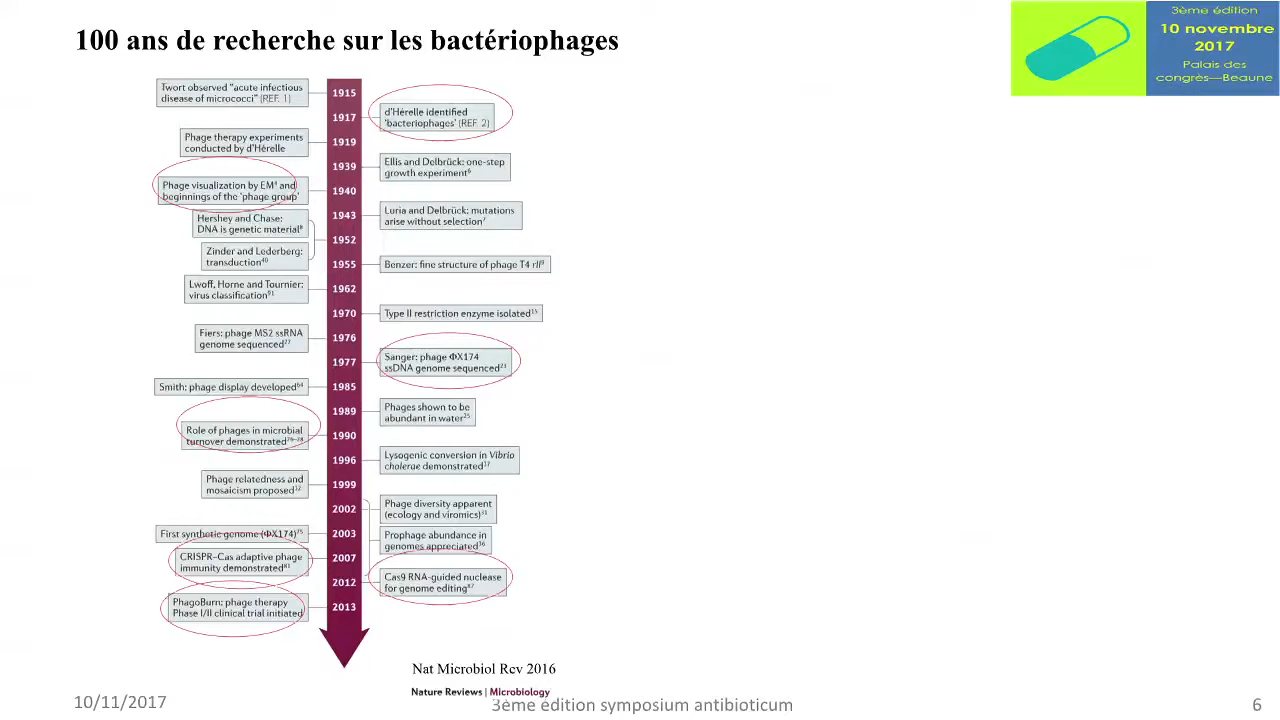 100 ans de recherche sur les bactériophages
3ème édition
10 novembre
2017
Palais des
congrès—Beaune
Twort observed “acute infectious
disease of micrococci” (REF. 1)
1915
1917
d’Hérelle identified
‘bacteriophages’ (REF. 2)
Phage therapy experiments
conducted by d’Hérelle
1919
1939
Ellis and Delbrück: one-step
growth experiment⁶
Phage visualization by EM⁴ and
beginnings of the ‘phage group’
1940
1943
Luria and Delbrück: mutations
arise without selection⁷
Hershey and Chase:
DNA is genetic material⁸
1952
Zinder and Lederberg:
transduction⁴⁰
1955
Benzer: fine structure of phage T4 rII⁹
Lwoff, Horne and Tournier:
virus classification⁹¹
1962
1970
Type II restriction enzyme isolated¹⁵
Fiers: phage MS2 ssRNA
genome sequenced²²
1976
1977
Sanger: phage ΦX174
ssDNA genome sequenced²³
Smith: phage display developed⁶⁴
1985
1989
Phages shown to be
abundant in water²⁵
Role of phages in microbial
turnover demonstrated²⁶⁻²⁸
1990
1996
Lysogenic conversion in Vibrio
cholerae demonstrated¹⁷
Phage relatedness and
mosaicism proposed¹²
1999
2002
Phage diversity apparent
(ecology and viromics)³¹
First synthetic genome (ΦX174)⁷⁵
2003
Prophage abundance in
genomes appreciated³⁶
CRISPR–Cas adaptive phage
immunity demonstrated⁸¹
2007
2012
Cas9 RNA-guided nuclease
for genome editing⁸⁷
PhagoBurn: phage therapy
Phase I/II clinical trial initiated
2013
Nat Microbiol Rev 2016
Nature Reviews | Microbiology
10/11/2017
3ème édition symposium antibioticum
6